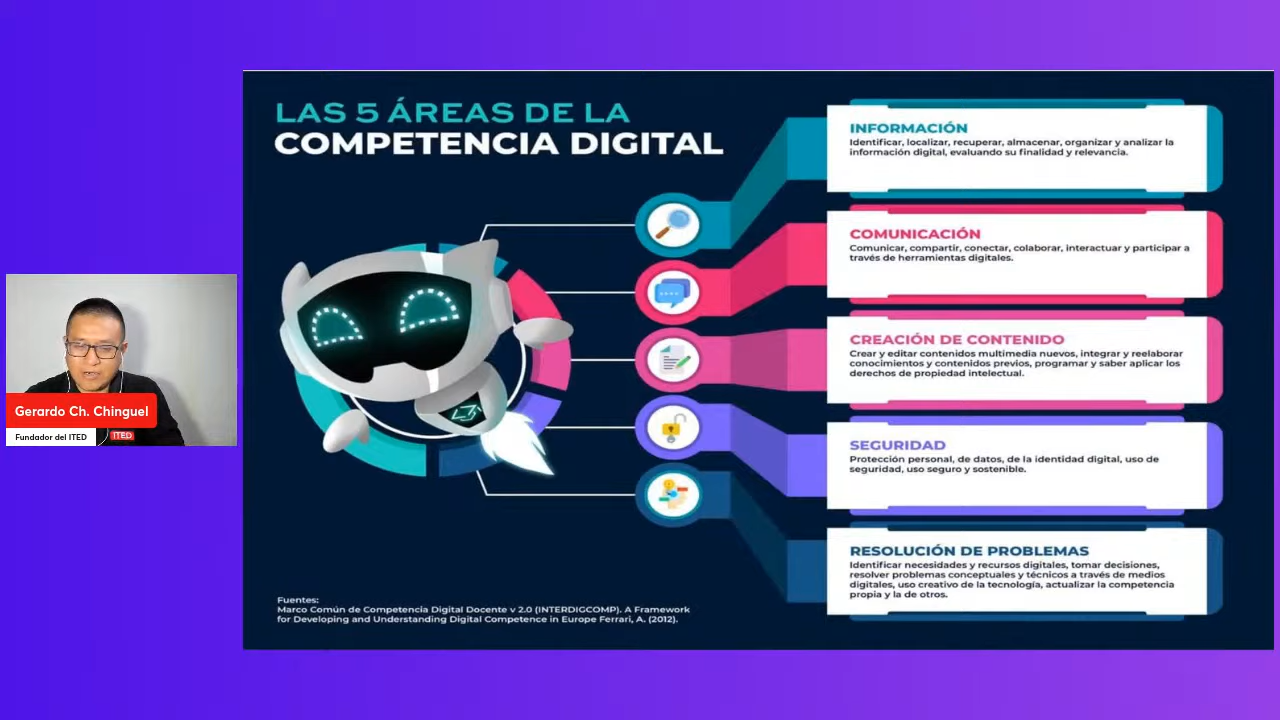 LAS 5 ÁREAS DE LA
COMPETENCIA DIGITAL
INFORMACIÓN
Identificar, localizar, recuperar, almacenar, organizar y analizar la
información digital, evaluando su finalidad y relevancia.
COMUNICACIÓN
Comunicar, compartir, conectar, colaborar, interactuar y participar a
través de herramientas digitales.
CREACIÓN DE CONTENIDO
Crear y editar contenidos multimedia nuevos, integrar y reelaborar
conocimientos y contenidos previos, programar y saber aplicar los
derechos de propiedad intelectual.
SEGURIDAD
Protección personal, de datos, de la identidad digital, uso de
seguridad, uso seguro y sostenible.
RESOLUCIÓN DE PROBLEMAS
Identificar necesidades y recursos digitales, tomar decisiones,
resolver problemas conceptuales y técnicos a través de medios
digitales, uso creativo de la tecnología, actualizar la competencia
propia y la de otros.
Fuentes:
Marco Común de Competencia Digital Docente v 2.0 (INTERDIGCOMP). A Framework
for Developing and Understanding Digital Competence in Europe Ferrari, A. (2012).
Gerardo Ch. Chinguel
Fundador del ITED
ITED